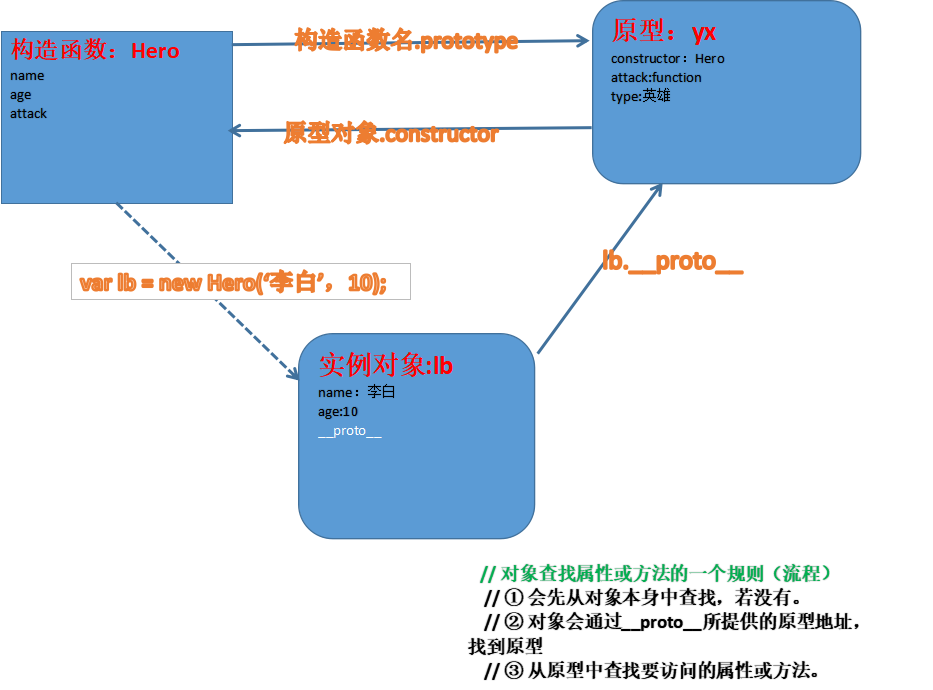 构造函数：Hero
name
age
attack
构造函数名.prototype
原型：yx
constructor：Hero
attack:function
type:英雄
原型对象.constructor
lb.__proto__
var lb = new Hero(‘李白’，10);
实例对象:lb
name：李白
age:10
__proto__
// 对象查找属性或方法的一个规则（流程）
// ① 会先从对象本身中查找，若没有。
// ② 对象会通过__proto__所提供的原型地址，
找到原型
// ③ 从原型中查找要访问的属性或方法。